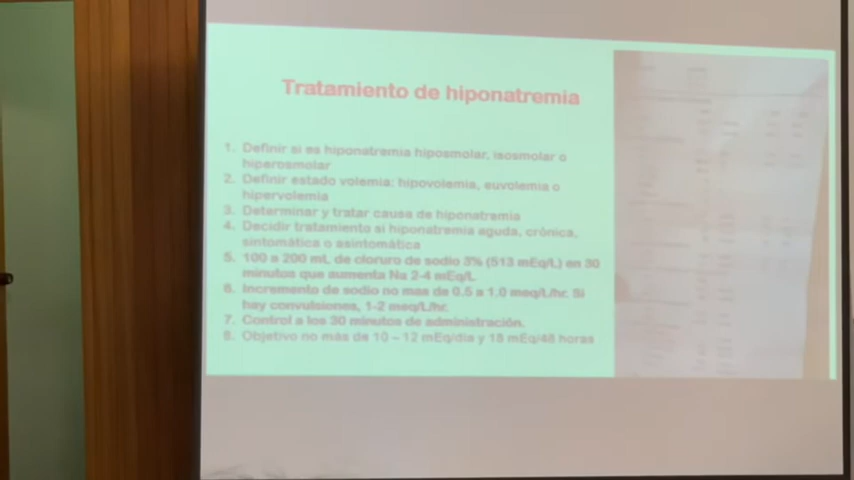 Tratamiento de hiponatremia
1. Definir si es hiponatremia hiposmolar, isosmolar o
hiperosmolar
2. Definir estado volemia: hipovolemia, euvolemia o
hipervolemia
3. Determinar y tratar causa de hiponatremia
4. Decidir tratamiento si hiponatremia aguda, crónica,
sintomática o asintomática
5. 100 a 200 mL de cloruro de sodio 3% (513 mEq/L) en 30
minutos que aumenta Na 2-4 mEq/L
6. Incremento de sodio no mas de 0.5 a 1.0 meq/L/hr. Si
hay convulsiones, 1-2 meq/L/hr.
7. Control a los 30 minutos de administración.
8. Objetivo no más de 10 – 12 mEq/día y 18 mEq/48 horas